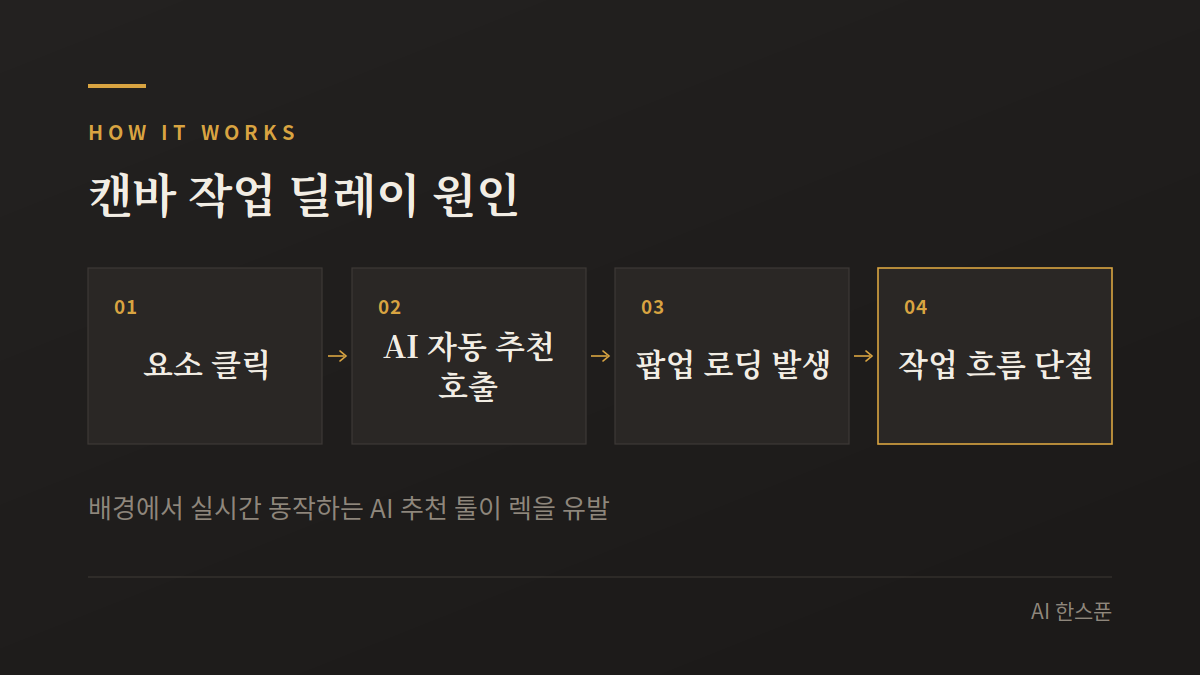 HOW IT WORKS
캔바 작업 딜레이 원인
01
요소 클릭
→
02
AI 자동 추천
호출
→
03
팝업 로딩 발생
→
04
작업 흐름 단절
배경에서 실시간 동작하는 AI 추천 툴이 렉을 유발
AI 한스푼